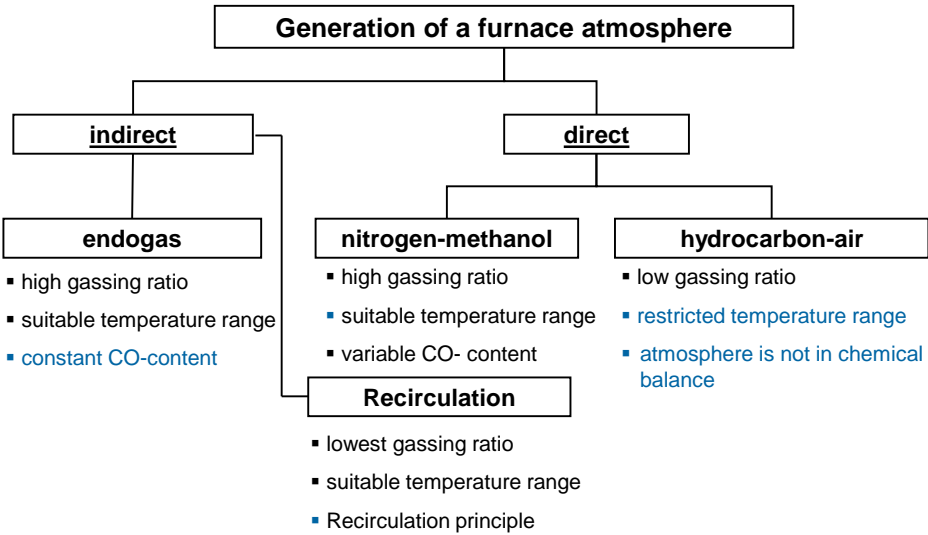 Generation of a furnace atmosphere
indirect
direct
endogas
▪ high gassing ratio
▪ suitable temperature range
▪ constant CO-content
nitrogen-methanol
▪ high gassing ratio
▪ suitable temperature range
▪ variable CO- content
hydrocarbon-air
▪ low gassing ratio
▪ restricted temperature range
▪ atmosphere is not in chemical
balance
Recirculation
▪ lowest gassing ratio
▪ suitable temperature range
▪ Recirculation principle